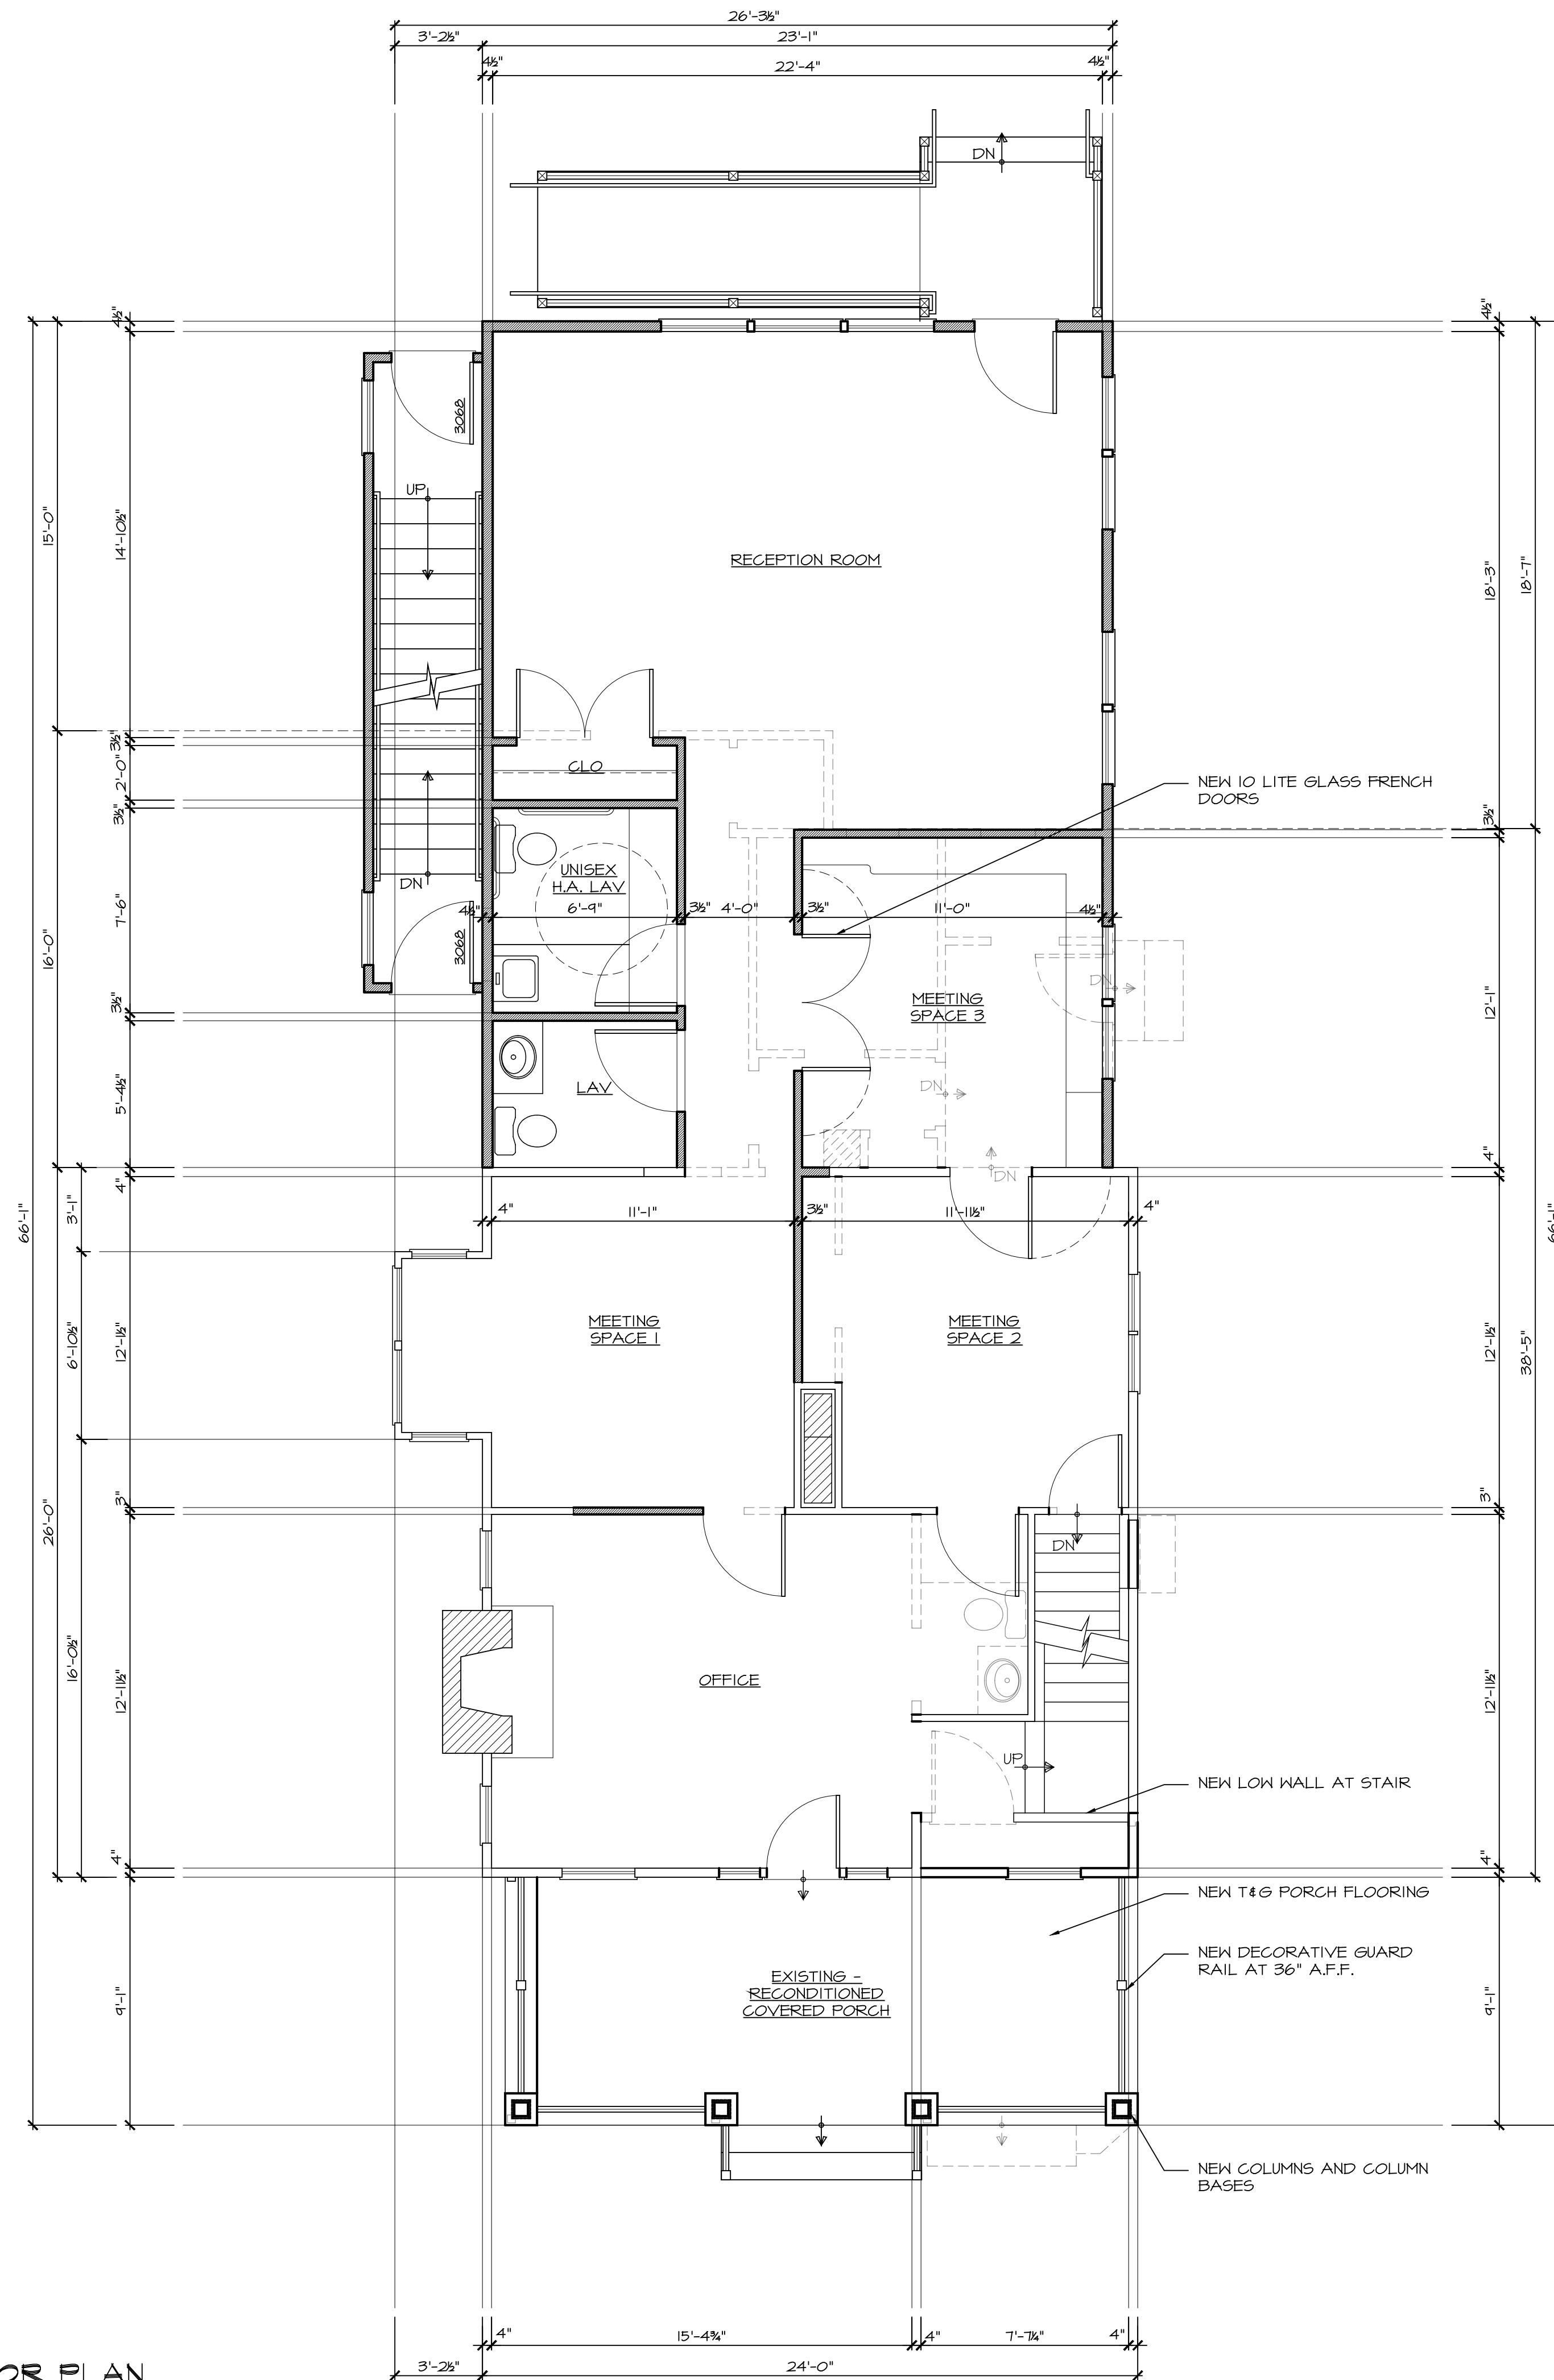 26'-3½"
3'-2½"
23'-1"
4½"
22'-4"
4½"
DN
4½"
4½"
3068
UP
15'-0"
14'-10½"
RECEPTION ROOM
18'-3"
18'-7"
3½"
2'-0"
CLO
NEW 10 LITE GLASS FRENCH
DOORS
3½"
3½"
UNISEX
H.A. LAV
DN
7'-6"
4½"
6'-9"
3½"
4'-0"
3½"
11'-0"
4½"
3068
16'-0"
DN
3½"
MEETING
SPACE 3
12'-1"
5'-4½"
LAV
DN
DN
4"
4"
66'-1"
3'-1"
4"
11'-1"
3½"
11'-11½"
4"
66'-1"
MEETING
SPACE 1
MEETING
SPACE 2
6'-10½"
12'-1½"
12'-1½"
38'-5"
3"
3"
26'-0"
DN
16'-0½"
12'-11½"
OFFICE
12'-11½"
UP
NEW LOW WALL AT STAIR
4"
4"
NEW T&G PORCH FLOORING
NEW DECORATIVE GUARD
RAIL AT 36" A.F.F.
EXISTING -
RECONDITIONED
COVERED PORCH
9'-1"
9'-1"
NEW COLUMNS AND COLUMN
BASES
4"
15'-4¾"
4"
7'-7¼"
4"
3'-2½"
24'-0"
OR PLAN